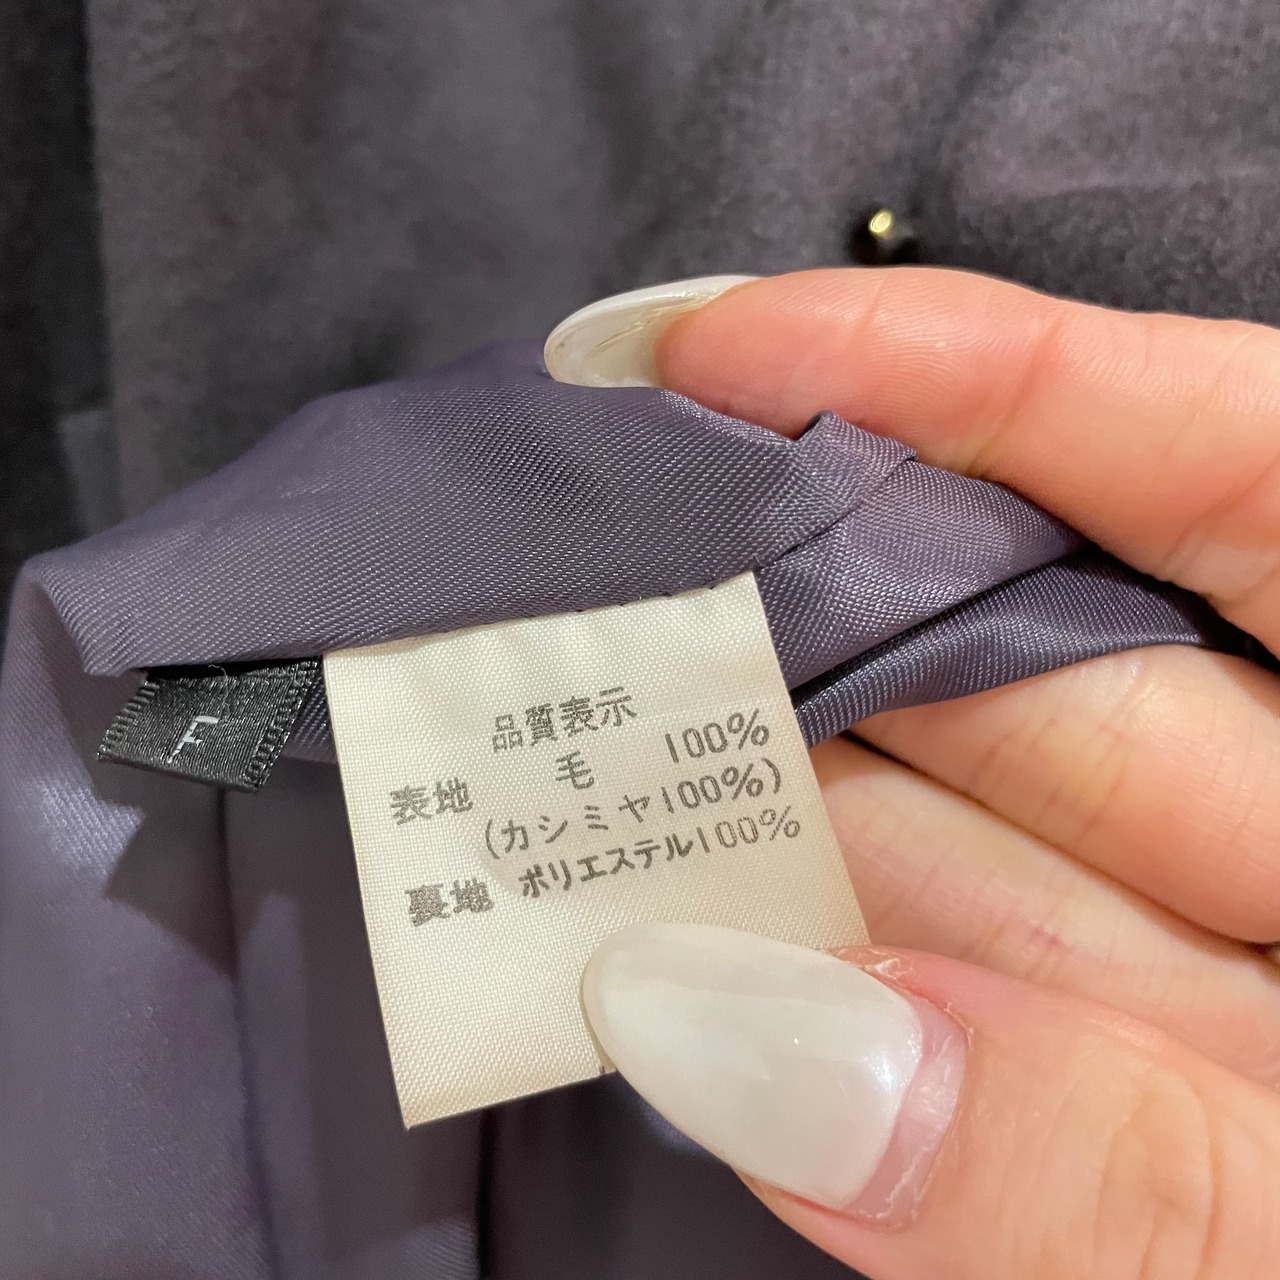 品質表示
表地 毛 100%
(カシミヤ100%)
裏地 ポリエステル100%
F